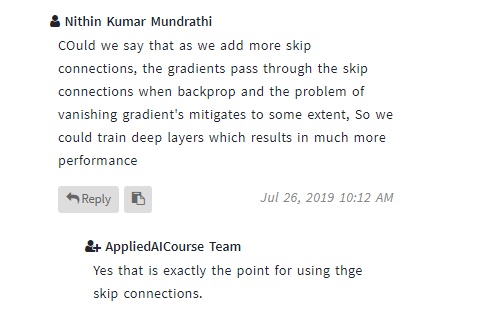 Nithin Kumar Mundrathi
COuld we say that as we add more skip
connections, the gradients pass through the skip
connections when backprop and the problem of
vanishing gradient's mitigates to some extent, So we
could train deep layers which results in much more
performance
Reply
Jul 26, 2019 10:12 AM
AppliedAICourse Team
Yes that is exactly the point for using thge
skip connections.